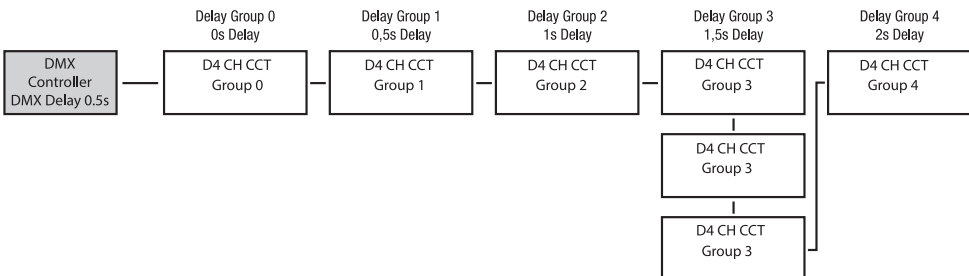 Delay Group 0
0s Delay
Delay Group 1
0,5s Delay
Delay Group 2
1s Delay
Delay Group 3
1,5s Delay
Delay Group 4
2s Delay
DMX
Controller
DMX Delay 0.5s
D4 CH CCT
Group 0
D4 CH CCT
Group 1
D4 CH CCT
Group 2
D4 CH CCT
Group 3
D4 CH CCT
Group 4
D4 CH CCT
Group 3
D4 CH CCT
Group 3